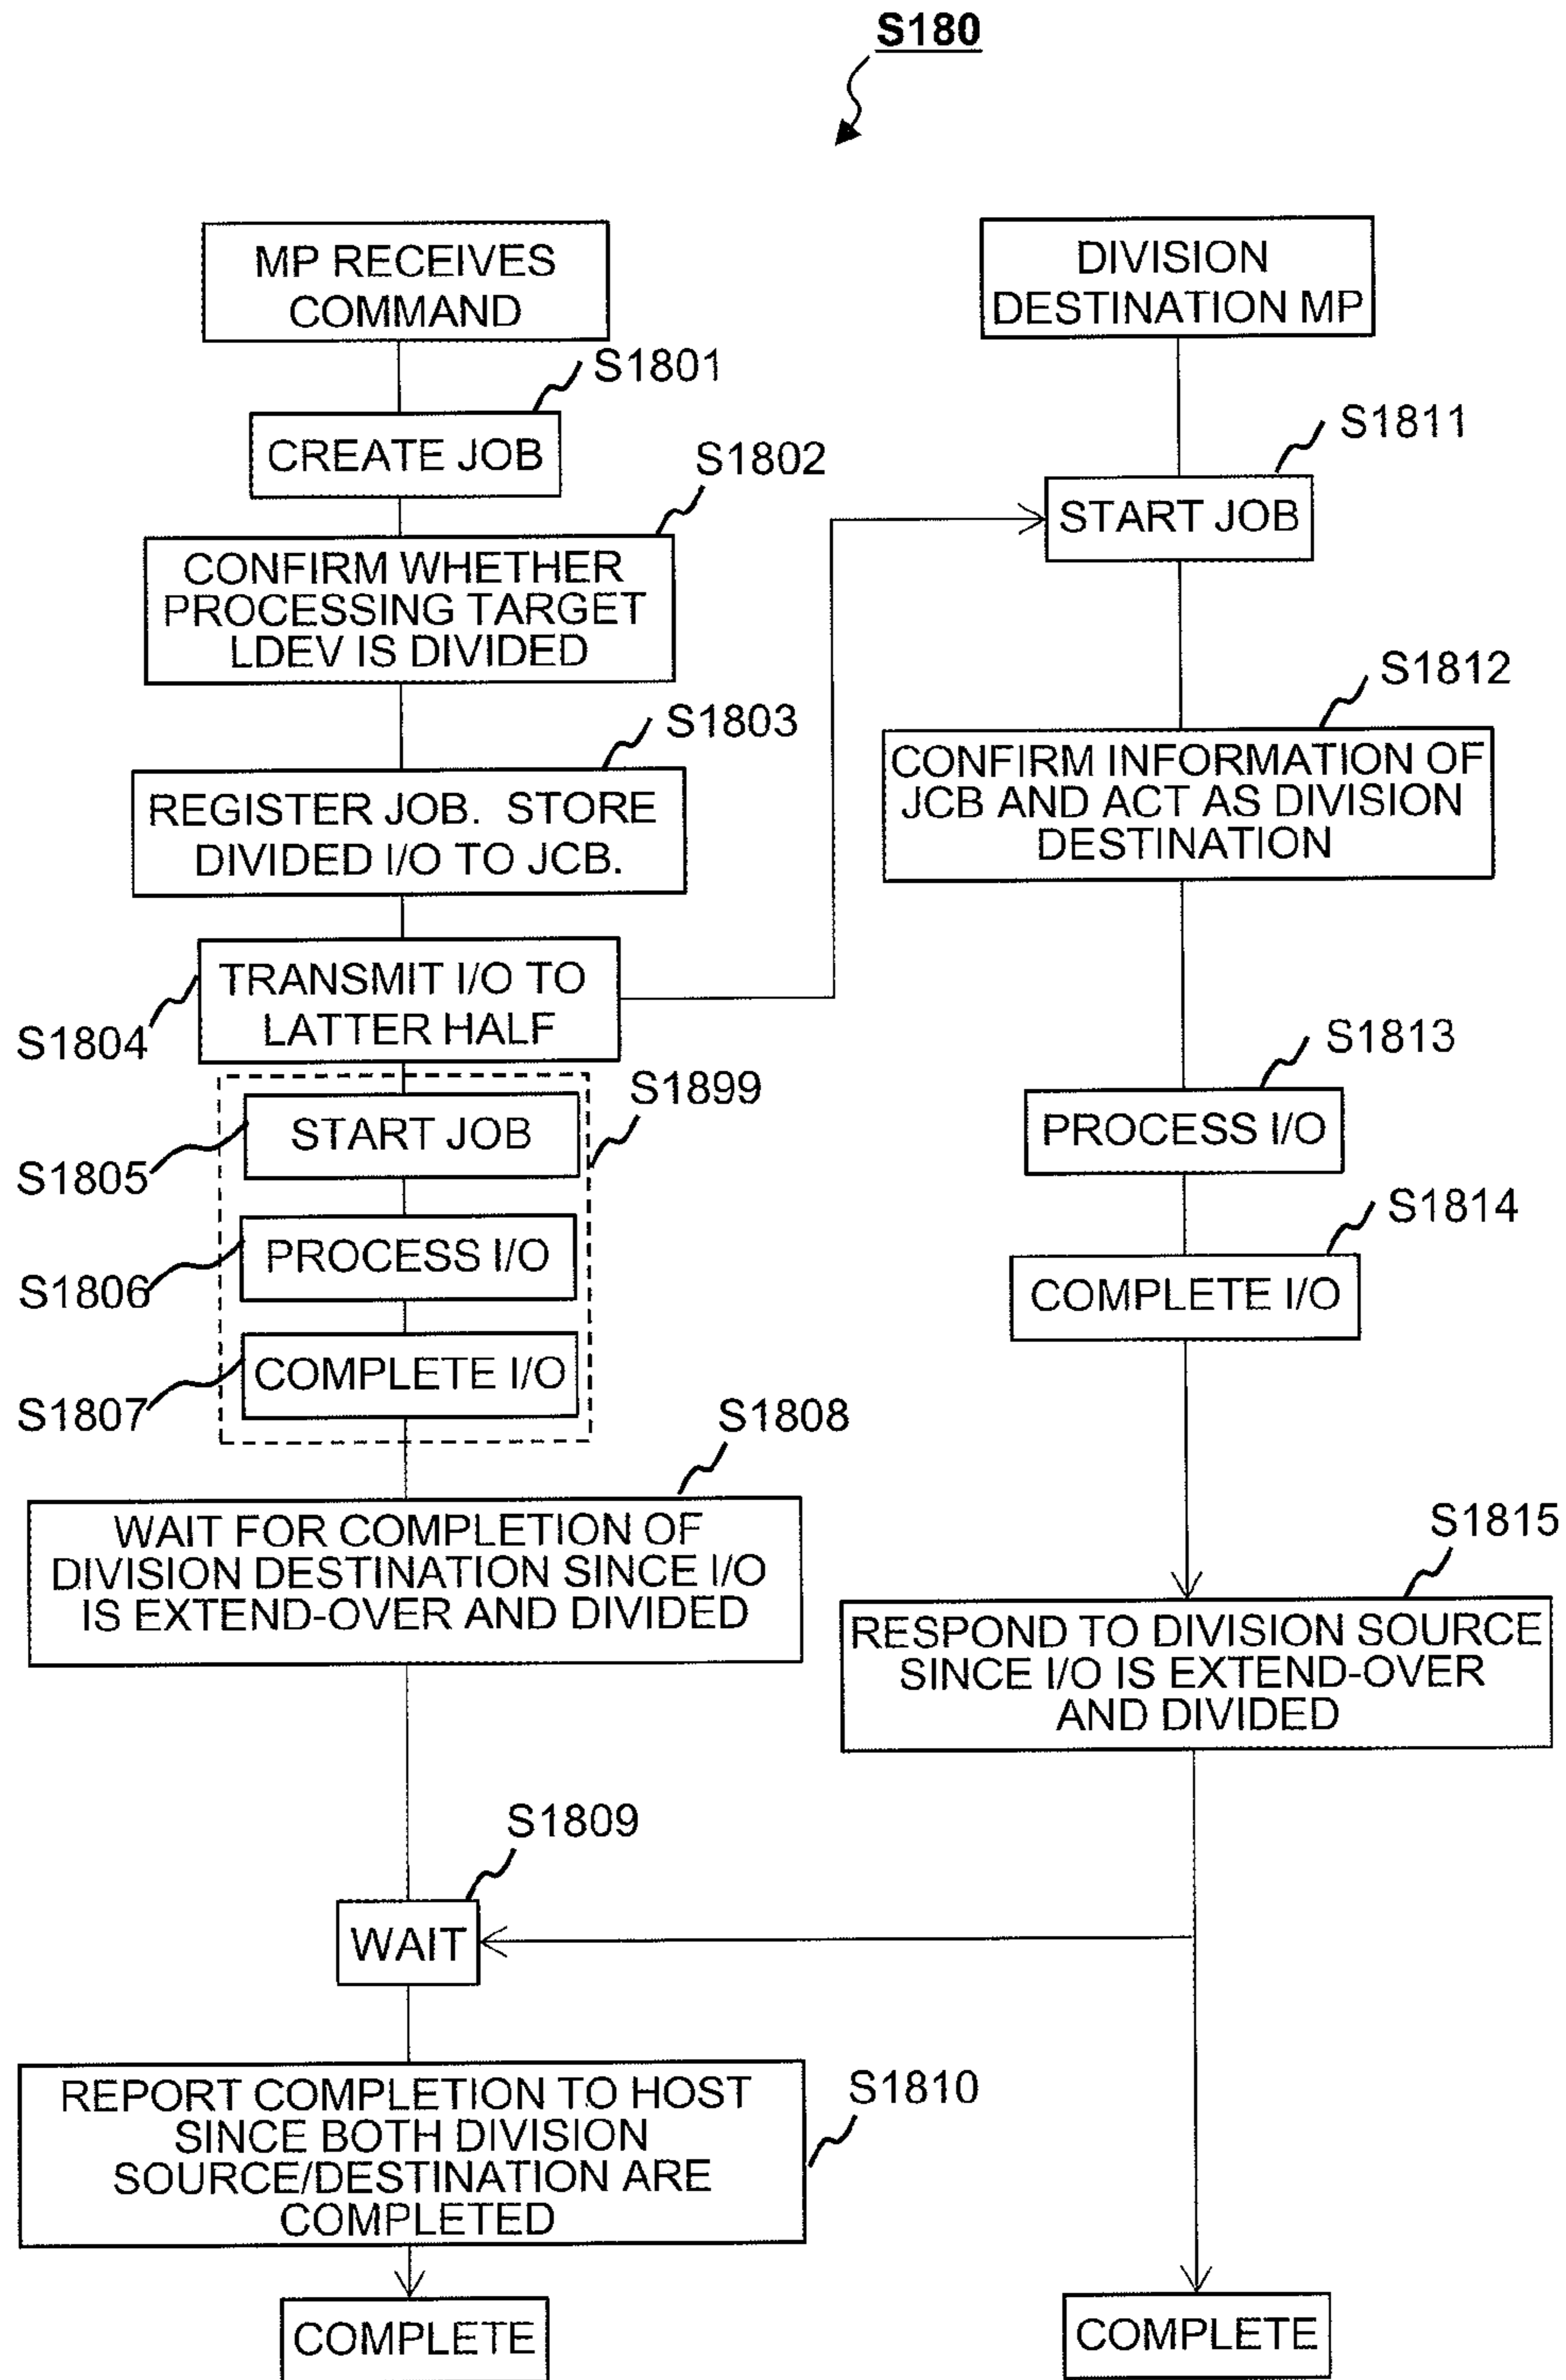 S180
MP RECEIVES
COMMAND
S1801
CREATE JOB
S1802
CONFIRM WHETHER
PROCESSING TARGET
LDEV IS DIVIDED
S1803
REGISTER JOB. STORE
DIVIDED I/O TO JCB.
TRANSMIT I/O TO
LATTER HALF
S1804
S1899
START JOB
S1805
PROCESS I/O
S1806
COMPLETE I/O
S1807
S1808
WAIT FOR COMPLETION OF
DIVISION DESTINATION SINCE I/O
IS EXTEND-OVER AND DIVIDED
S1809
WAIT
REPORT COMPLETION TO HOST
SINCE BOTH DIVISION
SOURCE/DESTINATION ARE
COMPLETED
S1810
COMPLETE
DIVISION
DESTINATION MP
S1811
START JOB
S1812
CONFIRM INFORMATION OF
JCB AND ACT AS DIVISION
DESTINATION
S1813
PROCESS I/O
S1814
COMPLETE I/O
S1815
RESPOND TO DIVISION SOURCE
SINCE I/O IS EXTEND-OVER
AND DIVIDED
COMPLETE